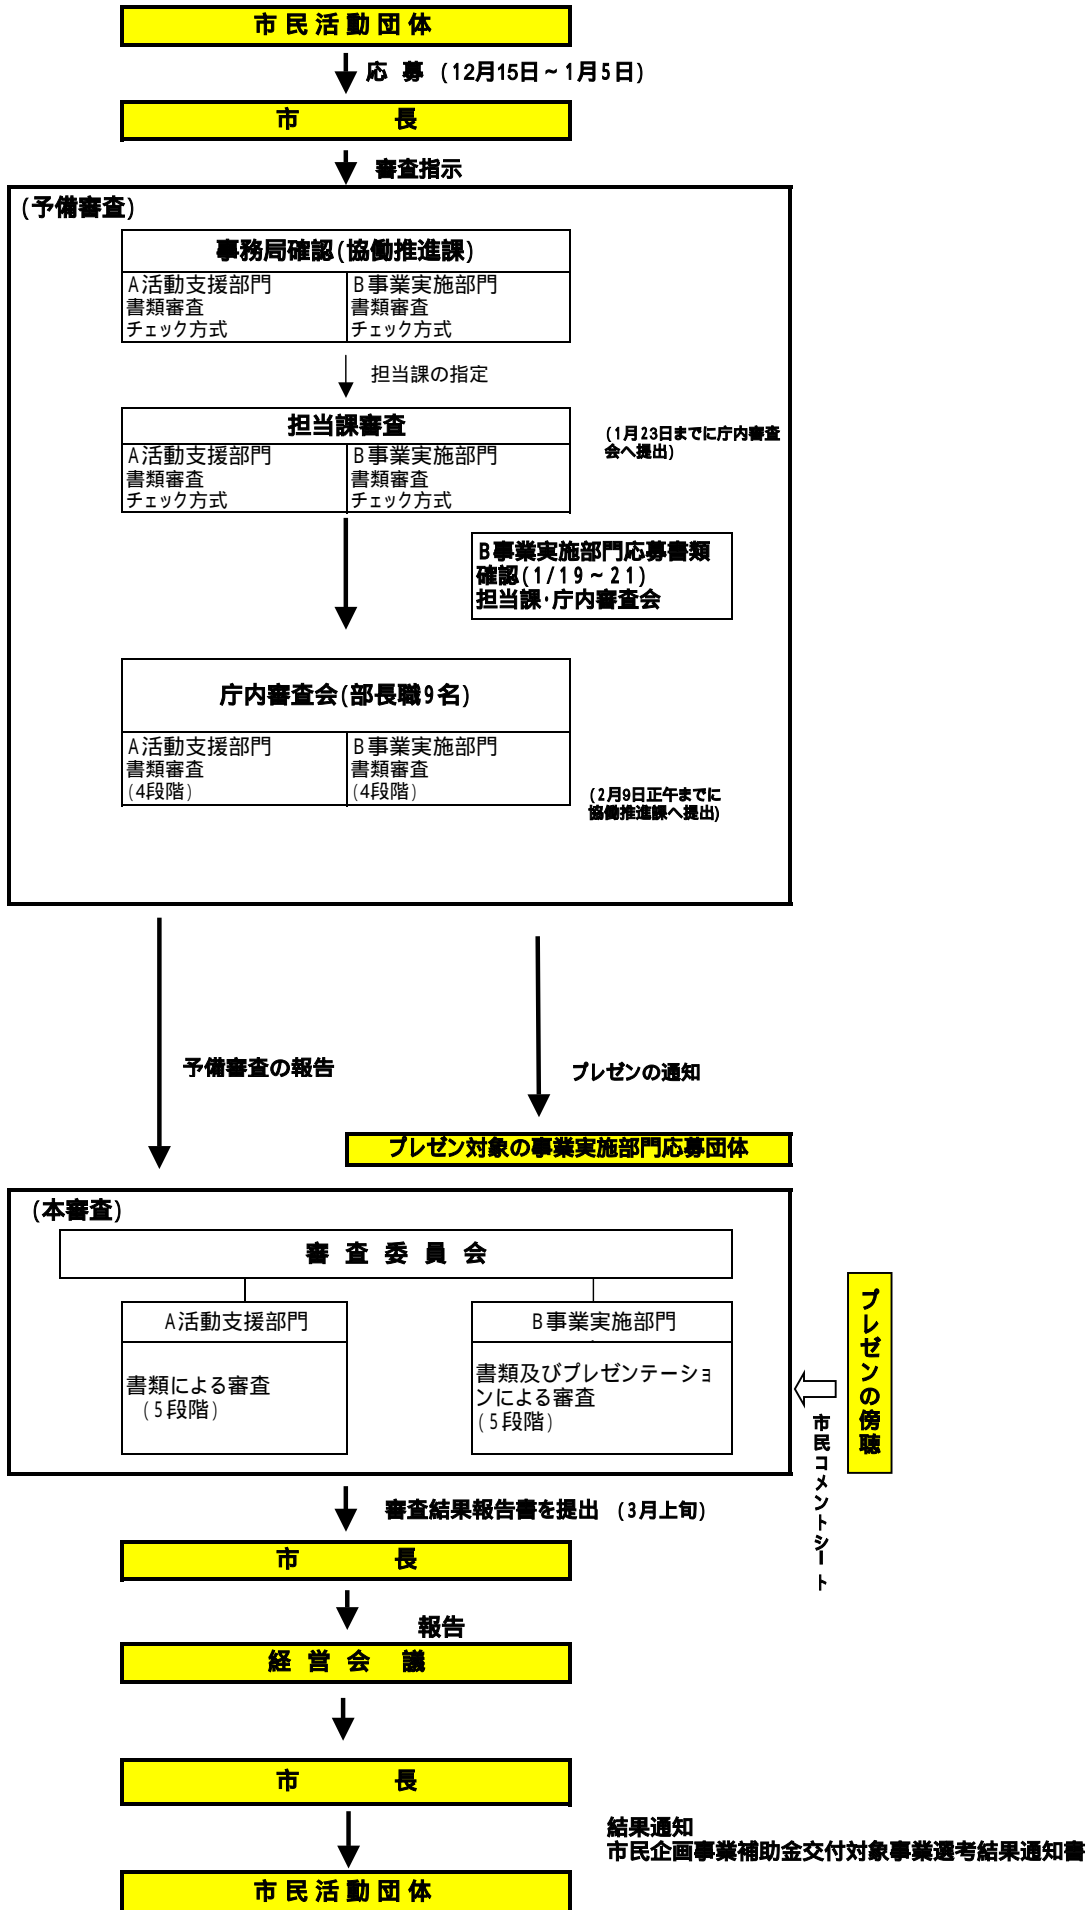 市民活動団体
応 募 (12月15日~1月5日)
市 長
審査指示
(予備審査)
事務局確認(協働推進課)
A活動支援部門
書類審査
チェック方式
B事業実施部門
書類審査
チェック方式
担当課の指定
担当課審査
A活動支援部門
書類審査
チェック方式
B事業実施部門
書類審査
チェック方式
(1月23日までに庁内審査
会へ提出)
B事業実施部門応募書類
確認(1/19~21)
担当課・庁内審査会
庁内審査会(部長職9名)
A活動支援部門
書類審査
(4段階)
B事業実施部門
書類審査
(4段階)
(2月9日正午までに
協働推進課へ提出)
予備審査の報告
プレゼンの通知
プレゼン対象の事業実施部門応募団体
(本審査)
審 査 委 員 会
A活動支援部門
書類による審査
(5段階)
B事業実施部門
書類及びプレゼンテーショ
ンによる審査
(5段階)
プレゼンの傍聴
市民コメントシート
審査結果報告書を提出 (3月上旬)
市 長
報告
経 営 会 議
市 長
結果通知
市民企画事業補助金交付対象事業選考結果通知書
市民活動団体